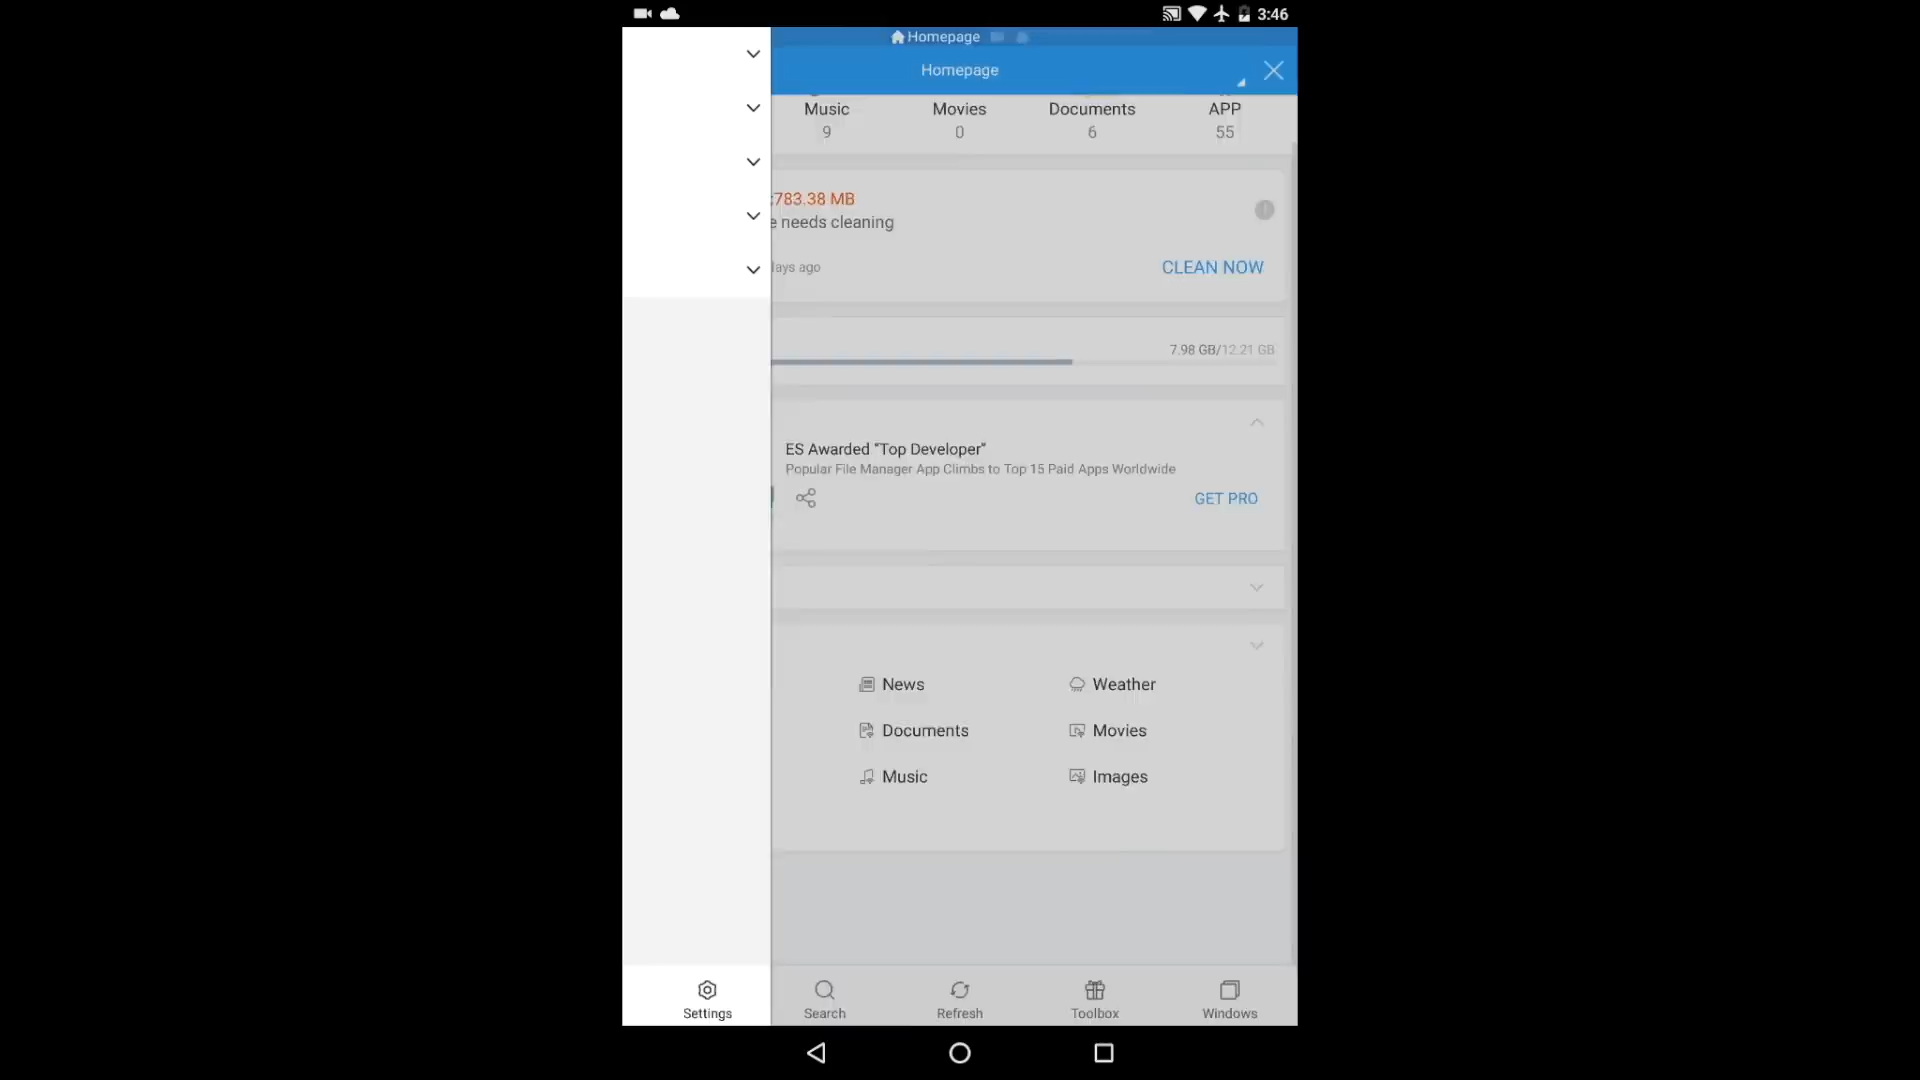 3:46
Homepage
Homepage
Music Movies Documents APP
9 0 6 55
783.38 MB
needs cleaning
ago CLEAN NOW
7.98 GB/12.21 GB
ES Awarded "Top Developer"
Popular File Manager App Climbs to Top 15 Paid Apps Worldwide
GET PRO
News Weather
Documents Movies
Music Images
Settings Search Refresh Toolbox Windows